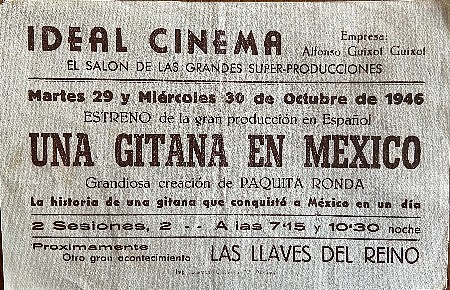 IDEAL CINEMA
Empresa:
Alfonso Guixot Guixot
EL SALON DE LAS GRANDES SUPER-PRODUCCIONES
Martes 29 y Miércoles 30 de Octubre de 1946
ESTRENO de la gran producción en Español
UNA GITANA EN MEXICO
Grandiosa creación de PAQUITA RONDA
La historia de una gitana que conquistó a México en un día
2 Sesiones, 2 -- A las 7'15 y 10'30 noche
Proximamente
Otro gran acontecimiento
LAS LLAVES DEL REINO